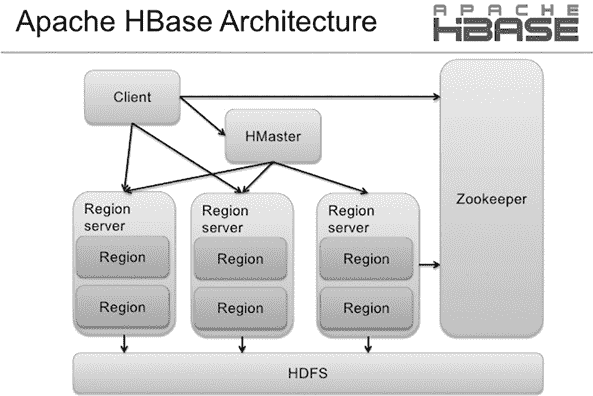 Apache HBase Architecture
APACHE
HBASE
Client
HMaster
Zookeeper
Region
server
Region
Region
Region
server
Region
Region
Region
server
Region
Region
HDFS